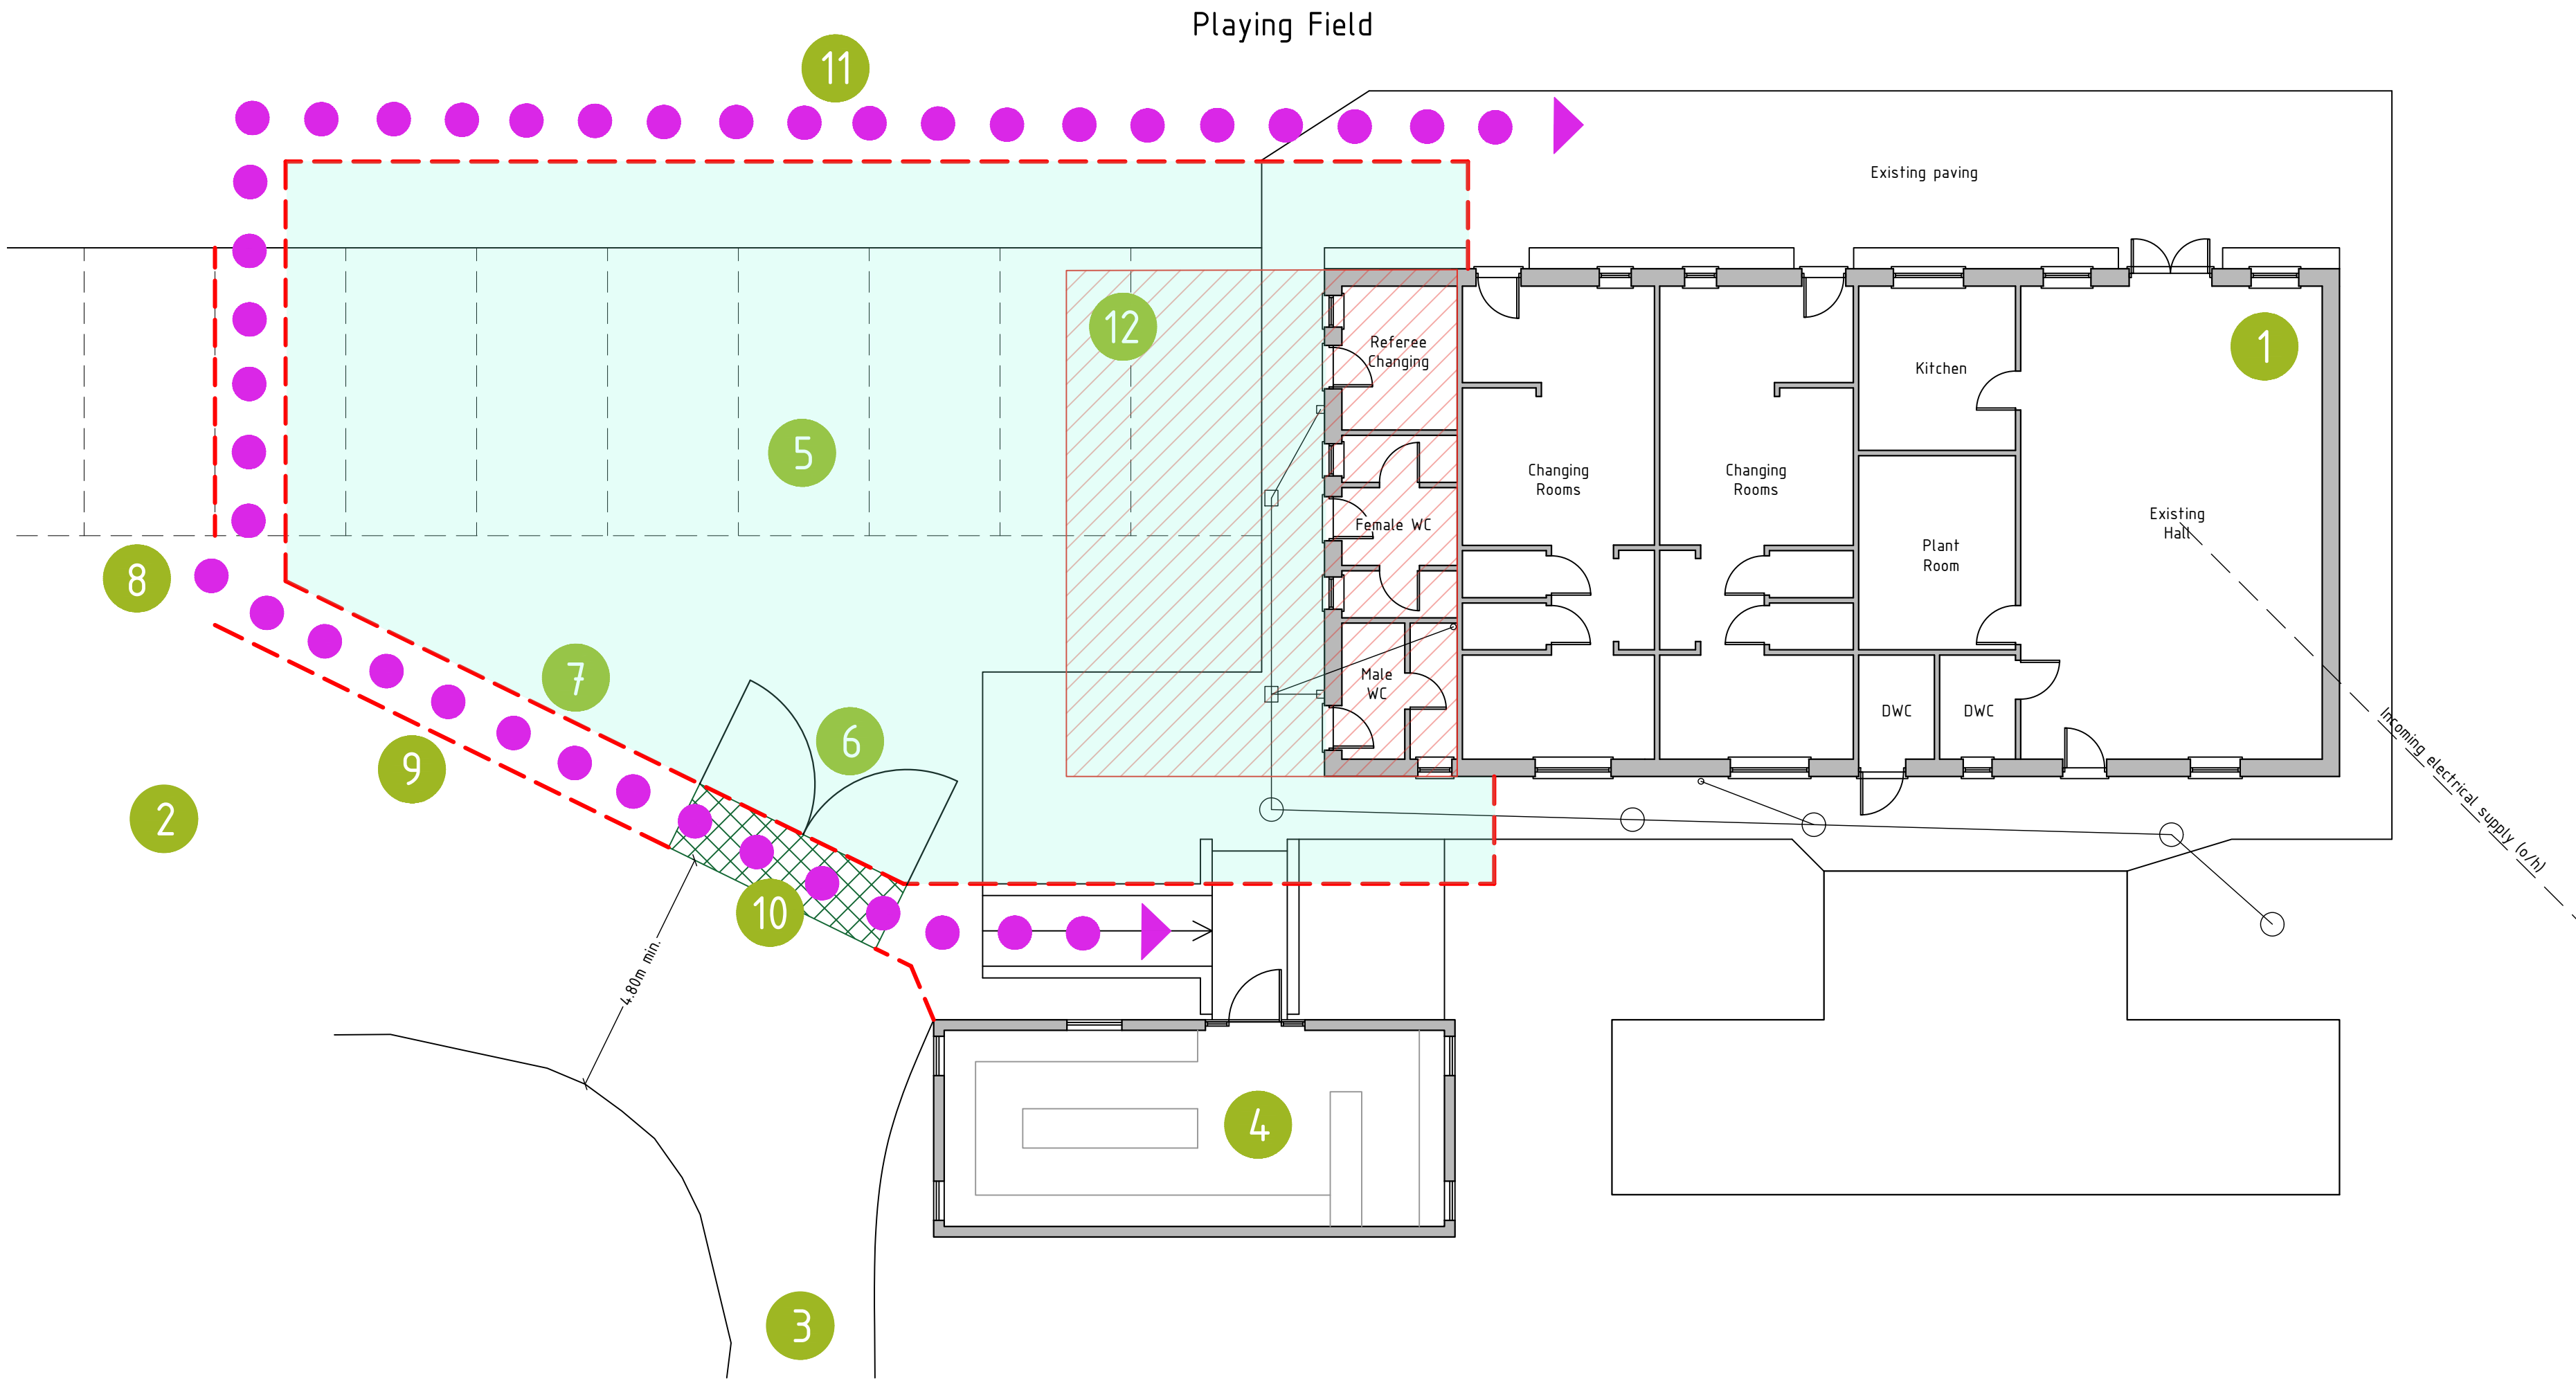 Playing Field
11
Existing paving
12
Referee
Changing
1
Kitchen
5
Changing
Rooms
Changing
Rooms
Female WC
Existing
Hall
Plant
Room
8
7
Male
WC
DWC
DWC
6
9
2
Incoming electrical supply (o/h)
10
4.80m min.
4
3